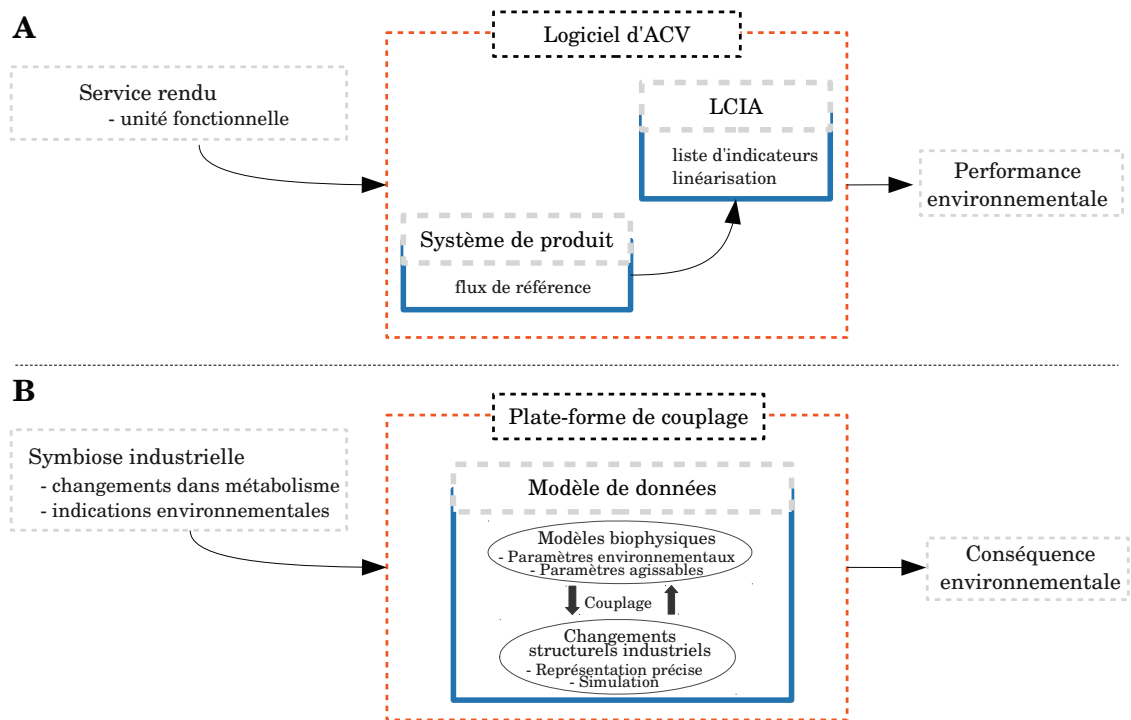 A
Logiciel d'ACV
Service rendu
- unité fonctionnelle
LCIA
liste d'indicateurs
linéarisation
Performance
environnementale
Système de produit
flux de référence
B
Plate-forme de couplage
Symbiose industrielle
- changements dans métabolisme
- indications environnementales
Modèle de données
Modèles biophysiques
- Paramètres environnementaux
- Paramètres agissables
Couplage
Changements
structurels industriels
- Représentation précise
- Simulation
Conséquence
environnementale